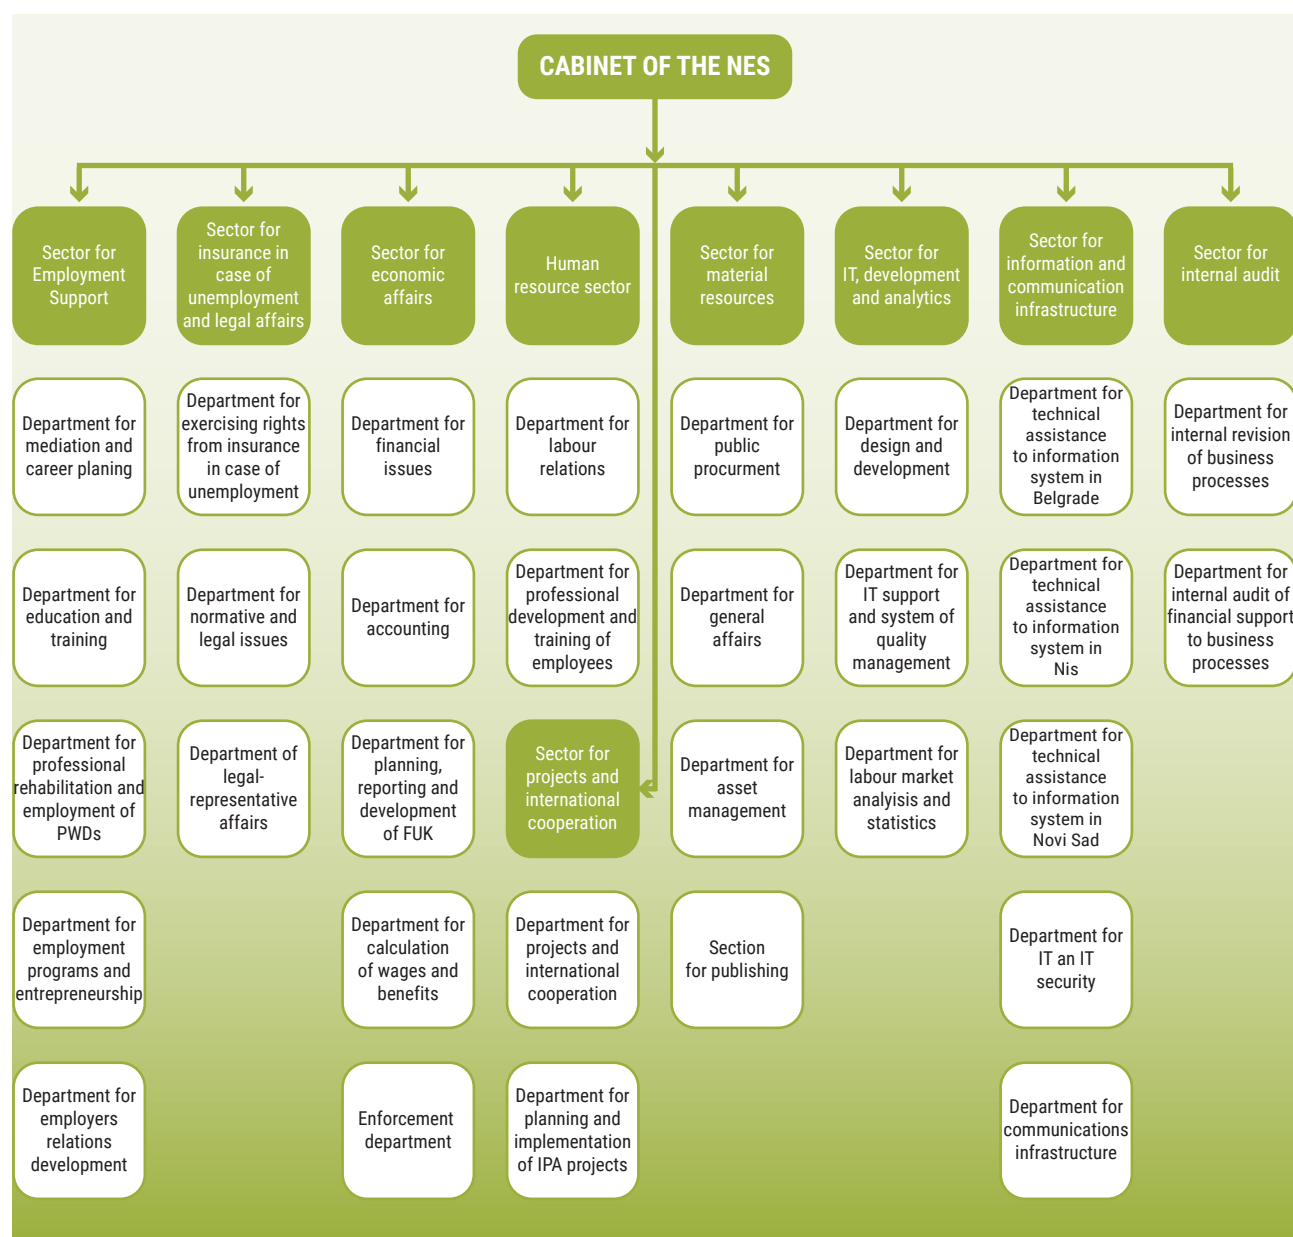 CABINET OF THE NES
Sector for
Employment
Support
Sector for
insurance in
case of
unemployment
and legal affairs
Sector for
economic
affairs
Human
resource sector
Sector for
material
resources
Sector for
IT, development
and analytics
Sector for
information and
communication
infrastructure
Sector for
internal audit
Department for
mediation and
career planing
Department for
exercising rights
from insurance
in case of
unemployment
Department for
financial
issues
Department for
labour
relations
Department for
public
procurment
Department for
design and
development
Department for
technical
assistance
to information
system in
Belgrade
Department for
internal revision
of business
processes
Department for
education and
training
Department for
normative and
legal issues
Department for
accounting
Department for
professional
development and
training of
employees
Department for
general
affairs
Department for
IT support
and system of
quality
management
Department for
technical
assistance
to information
system in
Nis
Department for
internal audit of
financial support
to business
processes
Department for
professional
rehabilitation and
employment of
PWDs
Department of
legal-
representative
affairs
Department for
planning,
reporting and
development
of FUK
Sector for
projects and
international
cooperation
Department for
asset
management
Department for
labour market
analyisis and
statistics
Department for
technical
assistance
to information
system in
Novi Sad
Department for
employment
programs and
entrepreneurship
Department for
calculation
of wages and
benefits
Department for
projects and
international
cooperation
Section
for publishing
Department for
IT an IT
security
Department for
employers
relations
development
Enforcement
department
Department for
planning and
implementation
of IPA projects
Department for
communications
infrastructure